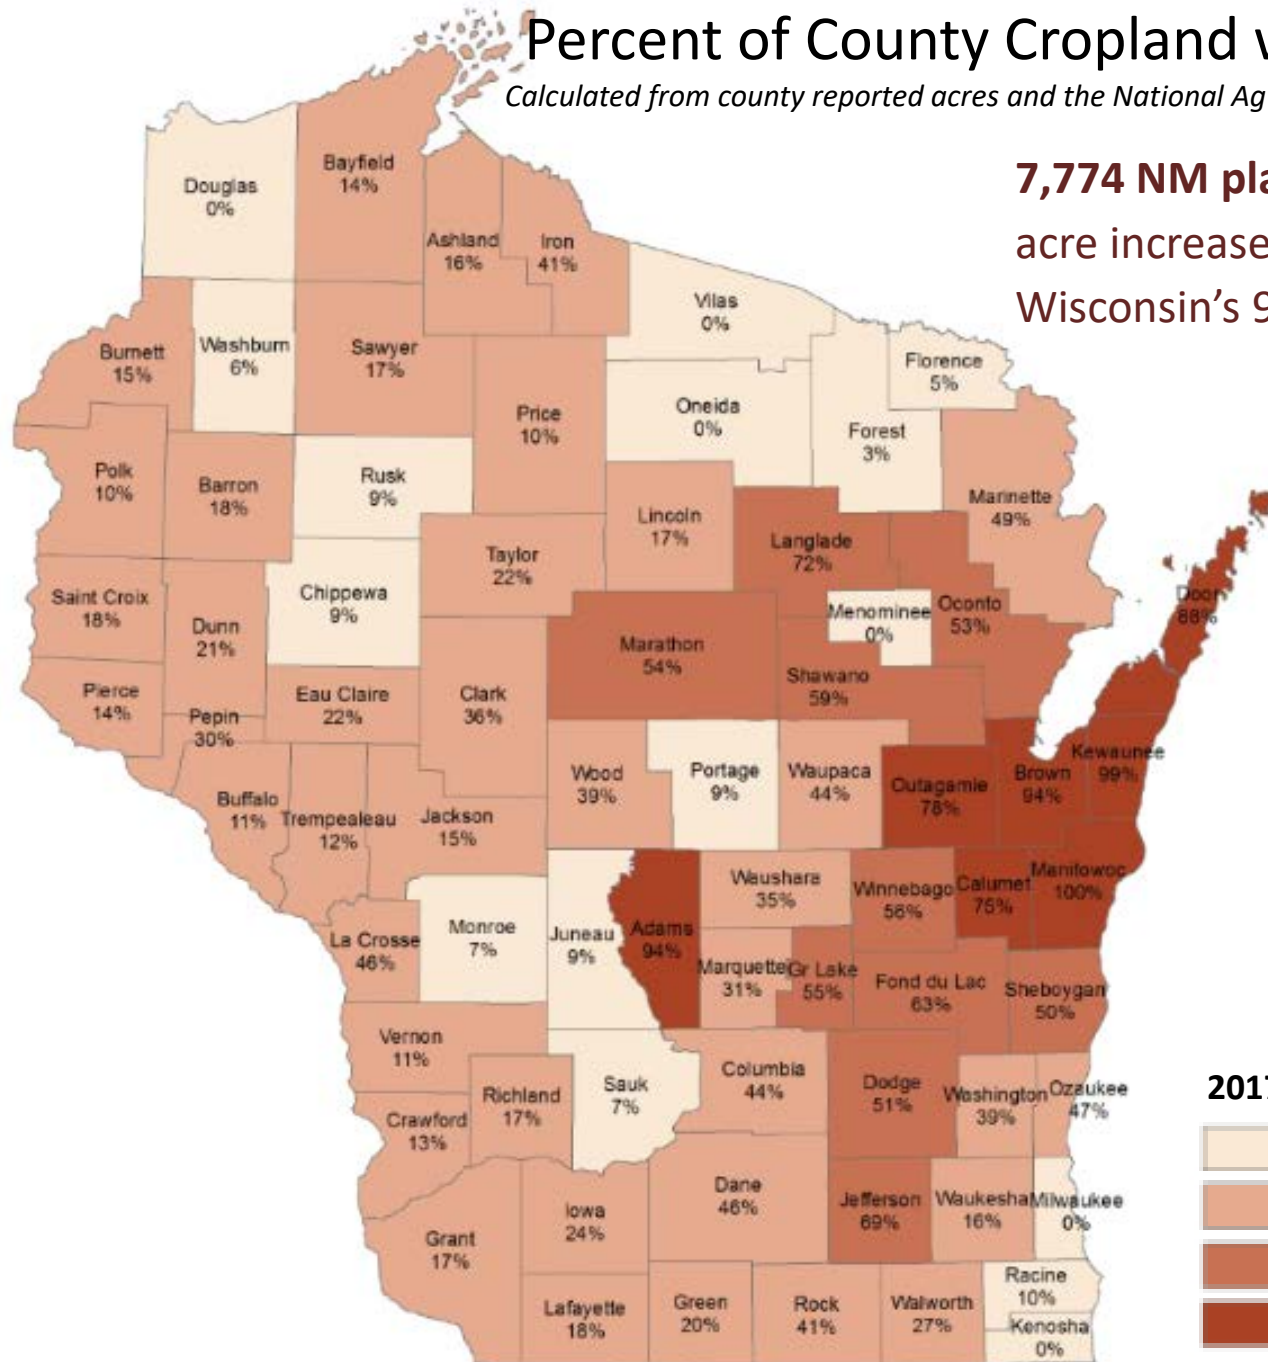 Percent of County Cropland
Calculated from county reported acres and the National Ag
7,774 NM pla
acre increase
Wisconsin's 9
Douglas
0%
Bayfield
14%
Ashland
16%
Iron
41%
Vilas
0%
Florence
5%
Burnett
15%
Washburn
6%
Sawyer
17%
Price
10%
Oneida
0%
Forest
3%
Marinette
49%
Polk
10%
Barron
18%
Rusk
9%
Lincoln
17%
Langlade
72%
Taylor
22%
Saint Croix
18%
Dunn
21%
Chippewa
9%
Marathon
54%
Menominee
0%
Oconto
53%
Door
88%
Shawano
59%
Pierce
14%
Pepin
30%
Eau Claire
22%
Clark
36%
Wood
39%
Portage
9%
Waupaca
44%
Outagamie
78%
Brown
94%
Kewaunee
99%
Buffalo
11%
Trempealeau
12%
Jackson
15%
Waushara
35%
Winnebago
56%
Calumet
75%
Manitowoc
100%
La Crosse
46%
Monroe
7%
Juneau
9%
Adams
94%
Marquette
31%
Gr Lake
55%
Fond du Lac
63%
Sheboygan
50%
Vernon
11%
Richland
17%
Sauk
7%
Columbia
44%
Dodge
51%
Washington
39%
Ozaukee
47%
Crawford
13%
Grant
17%
Iowa
24%
Dane
46%
Jefferson
69%
Waukesha
16%
Milwaukee
0%
Lafayette
18%
Green
20%
Rock
41%
Walworth
27%
Racine
10%
Kenosha
0%
2017